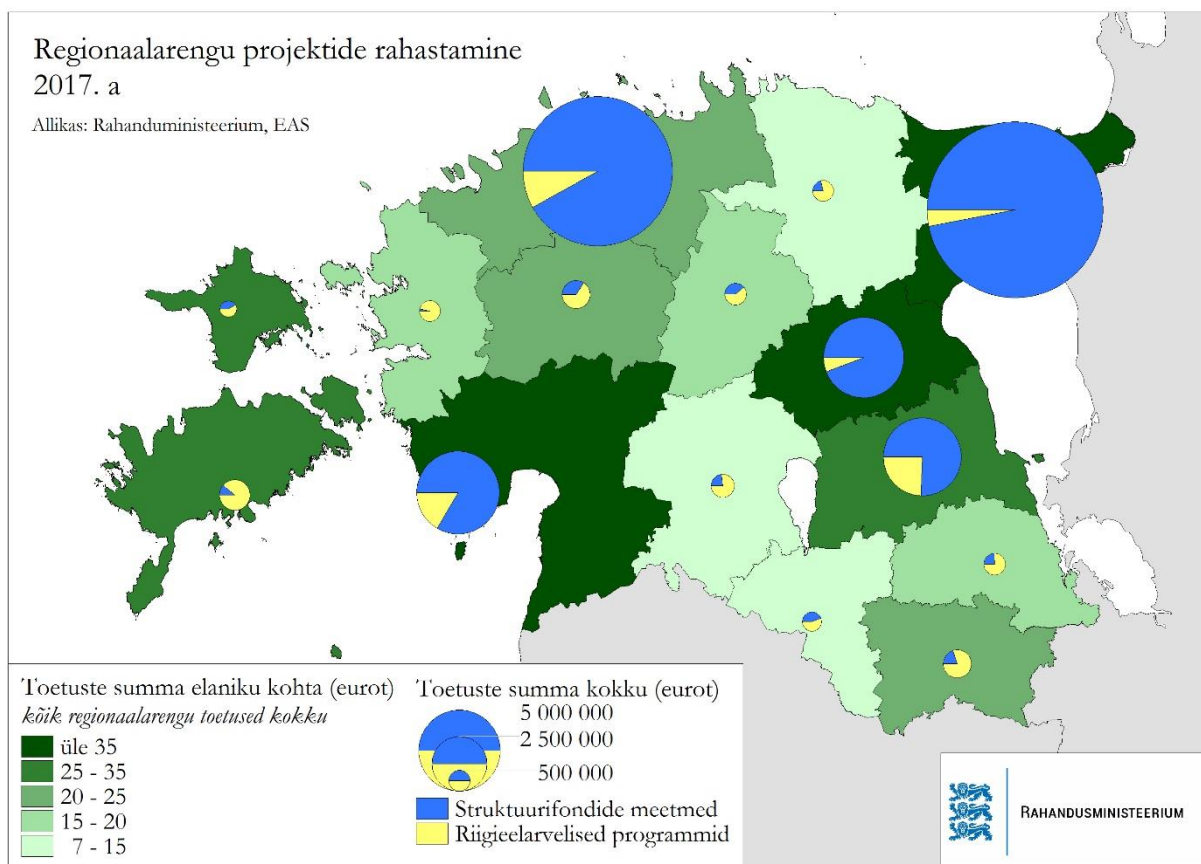 Regionaalarengu projektide rahastamine
2017. a
Allikas: Rahanduministeerium, EAS
Toetuste summa elaniku kohta (eurot)
kõik regionaalarengu toetused kokku
üle 35
25 - 35
20 - 25
15 - 20
7 - 15
Toetuste summa kokku (eurot)
5 000 000
2 500 000
500 000
Struktuurifondide meetmed
Riigieelarvelised programmid
RAHANDUSMINISTEERIUM